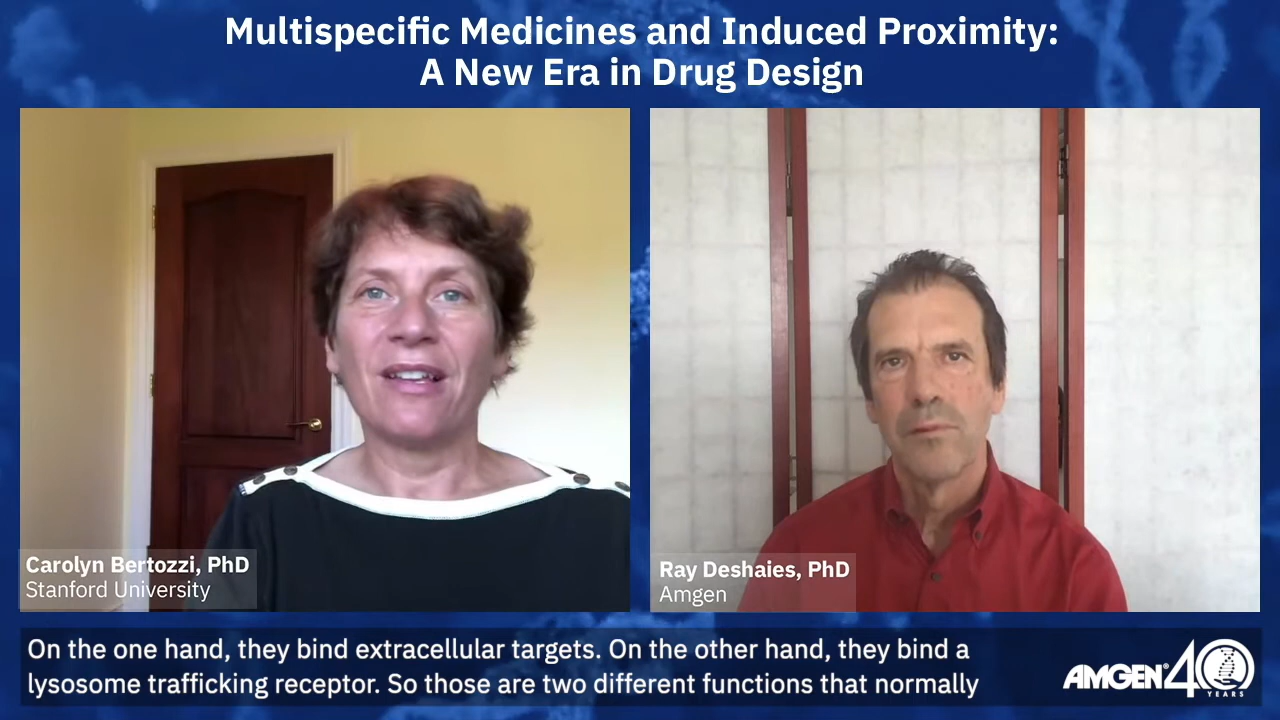 Multispecific Medicines and Induced Proximity:
A New Era in Drug Design
Carolyn Bertozzi, PhD
Stanford University
Ray Deshaies, PhD
Amgen
On the one hand, they bind extracellular targets. On the other hand, they bind a
lysosome trafficking receptor. So those are two different functions that normally
AMGEN® 40
YEARS